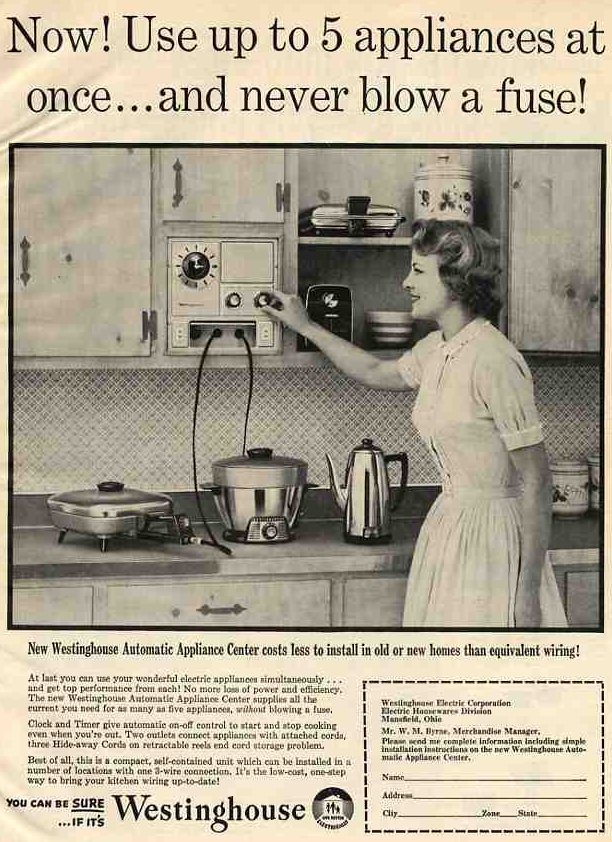 Now! Use up to 5 appliances at
once...and never blow a fuse!
New Westinghouse Automatic Appliance Center costs less to install in old or new homes than equivalent wiring!
At last you can use your wonderful electric appliances simultaneously . . .
and get top performance from each! No more loss of power and efficiency.
The new Westinghouse Automatic Appliance Center supplies all the
current you need for as many as five appliances, without blowing a fuse.
Clock and Timer give automatic on-off control to start and stop cooking
even when you're out. Two outlets connect appliances with attached cords,
three Hide-away Cords on retractable reels end cord storage problem.
Best of all, this is a compact, self-contained unit which can be installed in a
number of locations with one 3-wire connection. It's the low-cost, one-step
way to bring your kitchen wiring up-to-date!
YOU CAN BE SURE
...IF IT'S
Westinghouse
Westinghouse Electric Corporation
Electric Housewares Division
Mansfield, Ohio
Mr. W. M. Byrne, Merchandise Manager,
Please send me complete information including simple
installation instructions on the new Westinghouse Auto-
matic Appliance Center.
Name
Address
City Zone State